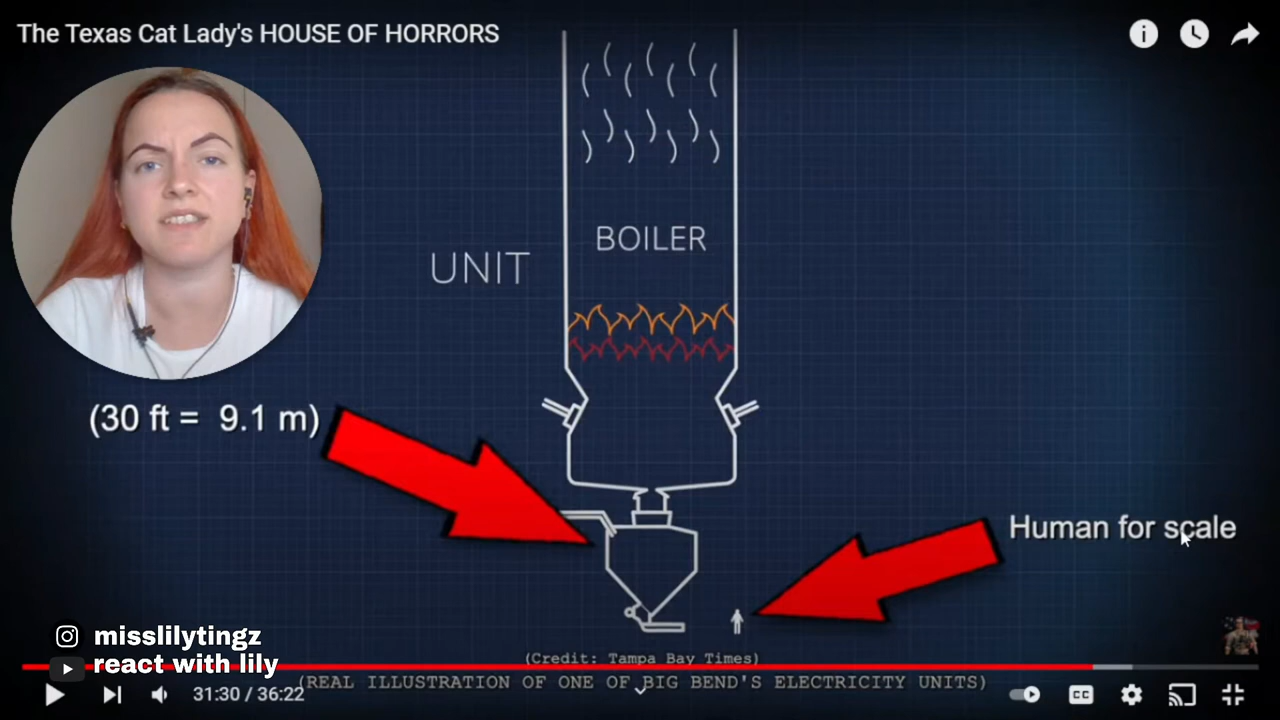 The Texas Cat Lady's HOUSE OF HORRORS
BOILER
UNIT
(30 ft = 9.1 m)
Human for scale
misslilytingz
react with lily
(Credit: Tampa Bay Times)
(REAL ILLUSTRATION OF ONE OF BIG BEND'S ELECTRICITY UNITS)
31:30 / 36:22
CC